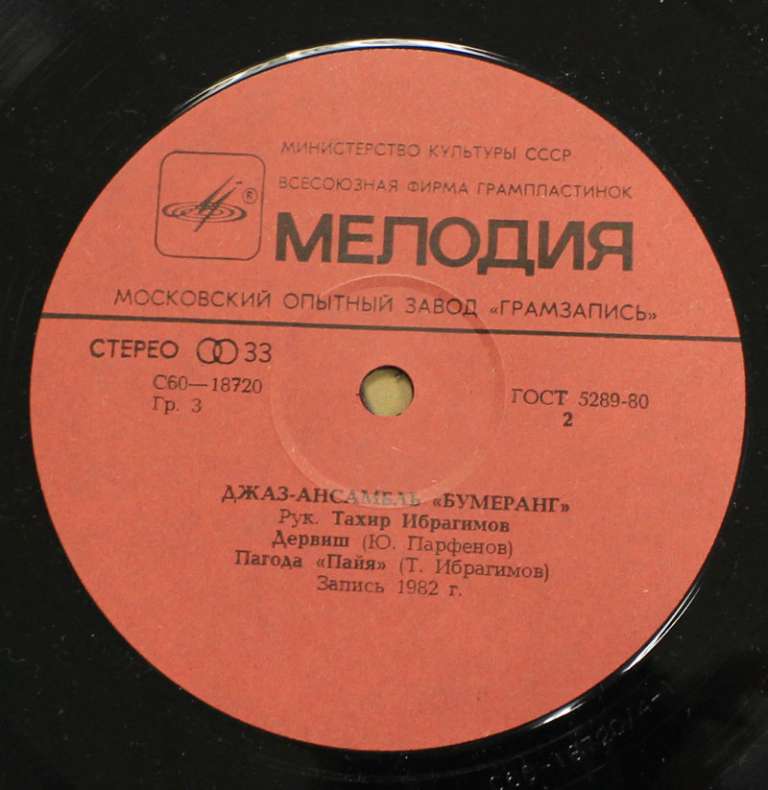 МИНИСТЕРСТВО КУЛЬТУРЫ СССР
ВСЕСОЮЗНАЯ ФИРМА ГРАМПЛАСТИНОК
®
МЕЛОДИЯ
МОСКОВСКИЙ ОПЫТНЫЙ ЗАВОД «ГРАМЗАПИСЬ»
СТЕРЕО 33
С60—18720
Гр. 3
ГОСТ 5289-80
2
ДЖАЗ-АНСАМБЛЬ «БУМЕРАНГ»
Рук. Тахир Ибрагимов
Дервиш (Ю. Парфенов)
Пагода «Пайя» (Т. Ибрагимов)
Запись 1982 г.